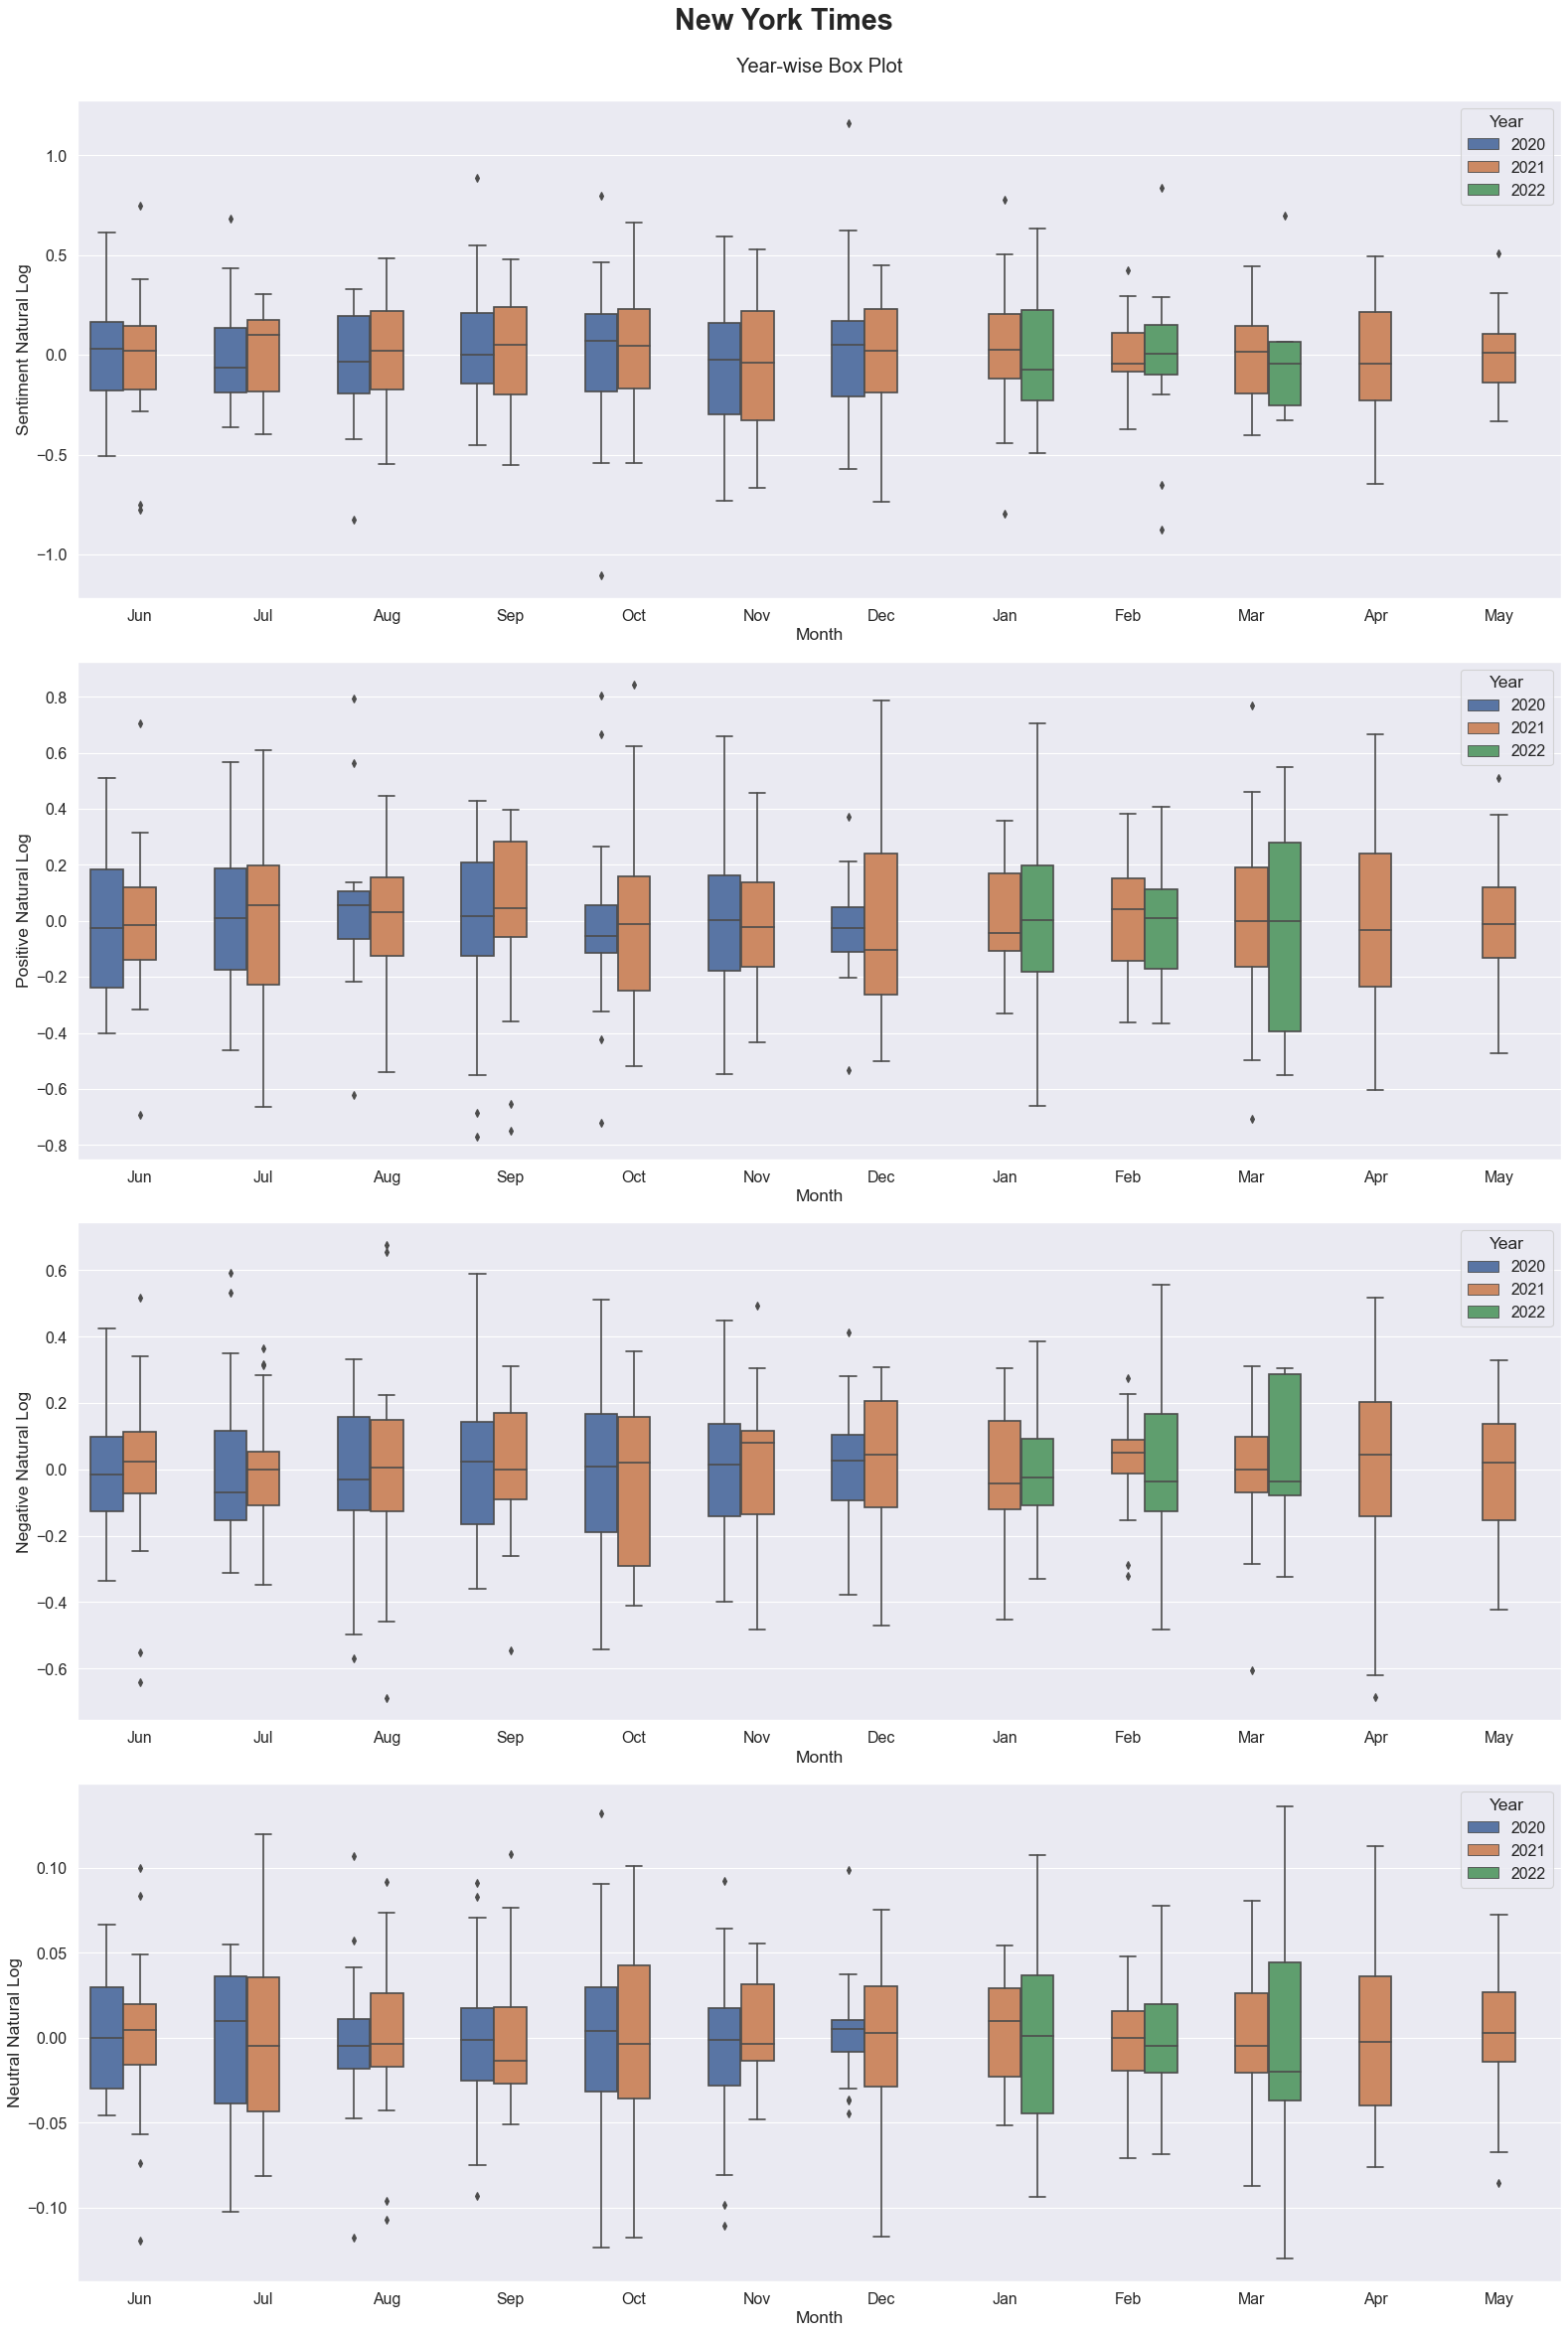 New York Times
Year-wise Box Plot
Year
2020
2021
2022
1.0
0.5
0.0
−0.5
−1.0
Sentiment Natural Log
Jun Jul Aug Sep Oct Nov Dec Jan Feb Mar Apr May
Month
Year
2020
2021
2022
0.8
0.6
0.4
0.2
0.0
−0.2
−0.4
−0.6
−0.8
Positive Natural Log
Jun Jul Aug Sep Oct Nov Dec Jan Feb Mar Apr May
Month
Year
2020
2021
2022
0.6
0.4
0.2
0.0
−0.2
−0.4
−0.6
Negative Natural Log
Jun Jul Aug Sep Oct Nov Dec Jan Feb Mar Apr May
Month
Year
2020
2021
2022
0.10
0.05
0.00
−0.05
−0.10
Neutral Natural Log
Jun Jul Aug Sep Oct Nov Dec Jan Feb Mar Apr May
Month